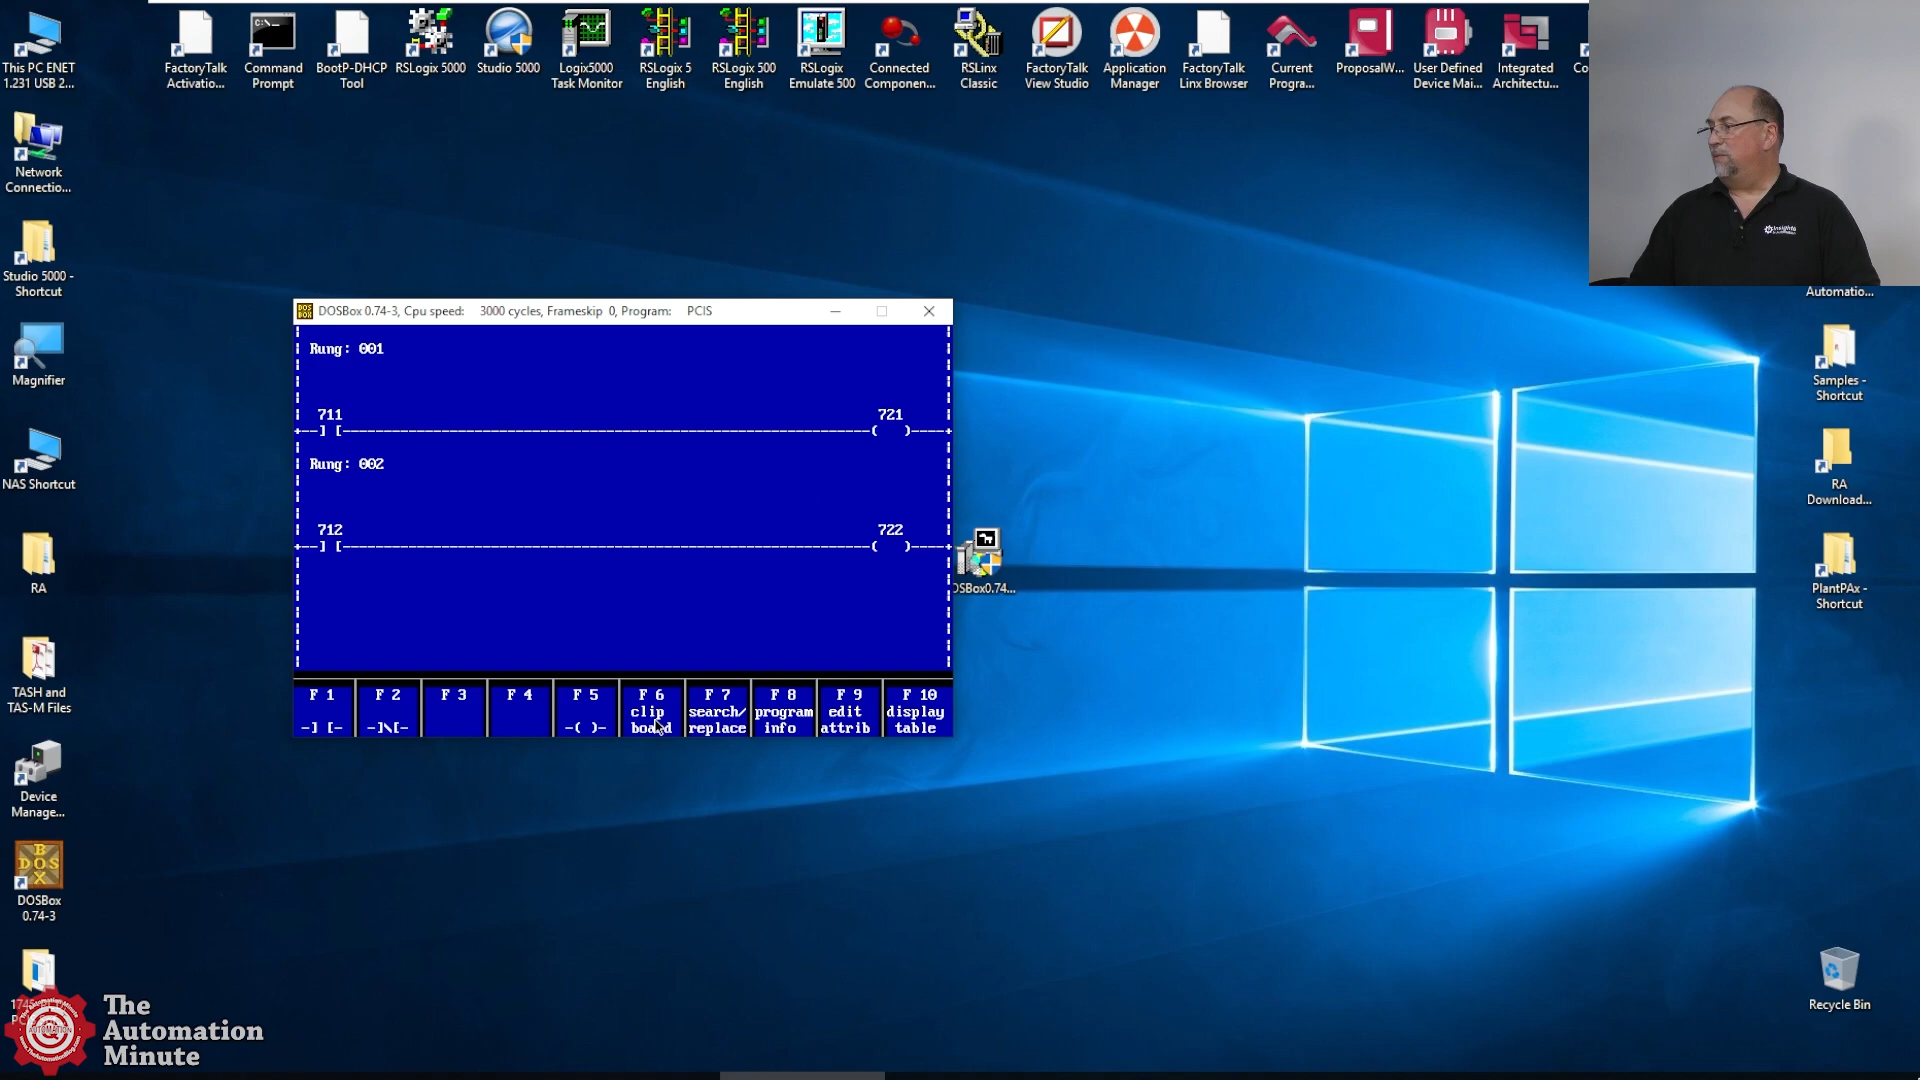 This PC ENET
1.231 USB 2...
FactoryTalk
Activatio...
Command
Prompt
BootP-DHCP
Tool
RSLogix 5000
Studio 5000
Logix5000
Task Monitor
RSLogix 5
English
RSLogix 500
English
RSLogix
Emulate 500
Connected
Componen...
RSLinx
Classic
FactoryTalk
View Studio
Application
Manager
FactoryTalk
Linx Browser
Current
Progra...
ProposalW...
User Defined
Device Mai...
Integrated
Architectu...
Co
Network
Connectio...
Studio 5000 -
Shortcut
Magnifier
NAS Shortcut
RA
TASH and
TAS-M Files
Device
Manage...
DOSBox
0.74-3
Insights
Automatio...
Samples -
Shortcut
RA
Download...
PlantPAx -
Shortcut
Recycle Bin
DOSBox 0.74-3, Cpu speed: 3000 cycles, Frameskip 0, Program: PCIS
Rung: 001
711 721
--] [-----( )----
Rung: 002
712 722
--] [-----( )----
F 1 F 2 F 3 F 4 F 5 F 6 F 7 F 8 F 9 F 10
clip search/ program edit display
-] [- -]\[- -( )- board replace info attrib table
OSBox0.74...
The
Automation
Minute
AUTOMATION